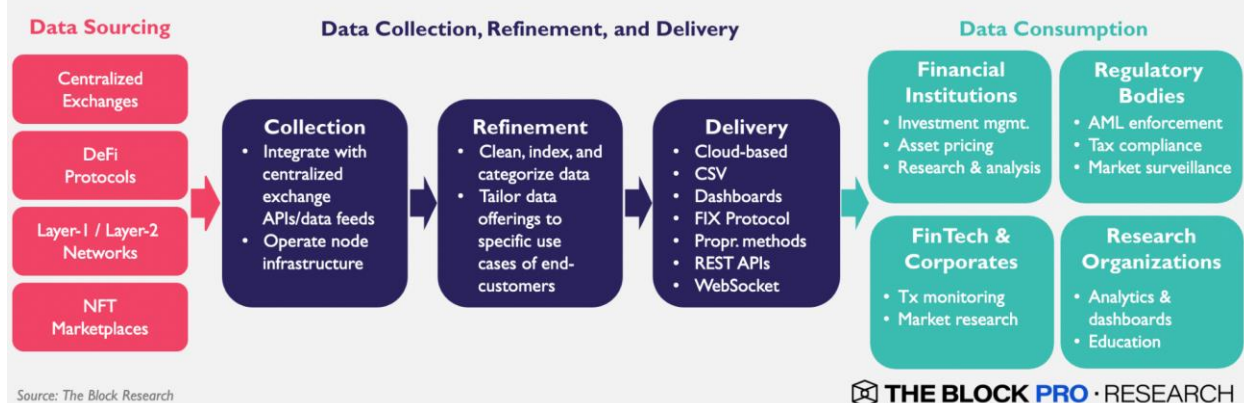 Data Sourcing
Data Collection, Refinement, and Delivery
Data Consumption
Centralized
Exchanges
DeFi
Protocols
Layer-1 / Layer-2
Networks
NFT
Marketplaces
Collection
• Integrate with
centralized
exchange
APIs/data feeds
• Operate node
infrastructure
Refinement
• Clean, index, and
categorize data
• Tailor data
offerings to
specific use
cases of end-
customers
Delivery
• Cloud-based
• CSV
• Dashboards
• FIX Protocol
• Propr. methods
• REST APIs
• WebSocket
Financial
Institutions
• Investment mgmt.
• Asset pricing
• Research & analysis
Regulatory
Bodies
• AML enforcement
• Tax compliance
• Market surveillance
FinTech &
Corporates
• Tx monitoring
• Market research
Research
Organizations
• Analytics &
dashboards
• Education
Source: The Block Research
THE BLOCK PRO · RESEARCH